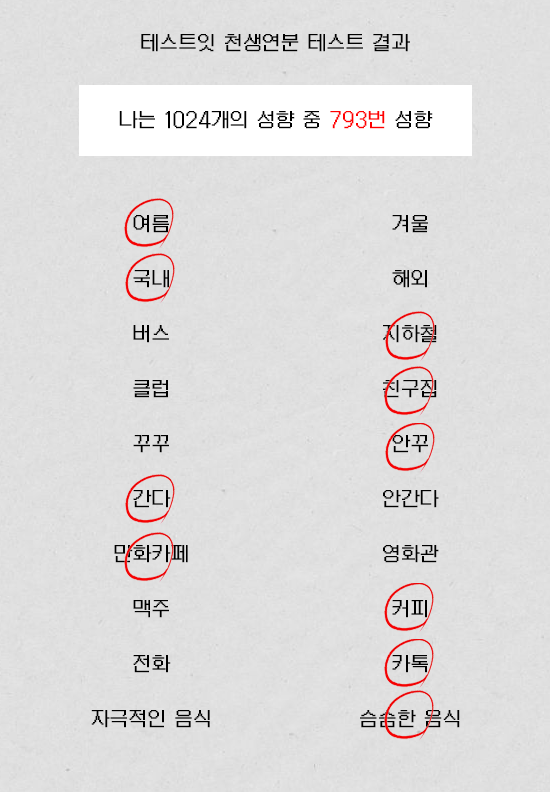 테스트잇 천생연분 테스트 결과
나는 1024개의 성향 중 793번 성향
여름 겨울
국내 해외
버스 지하철
클럽 친구집
꾸꾸 안꾸
간다 안간다
만화카페 영화관
맥주 커피
전화 카톡
자극적인 음식 슴슴한 음식